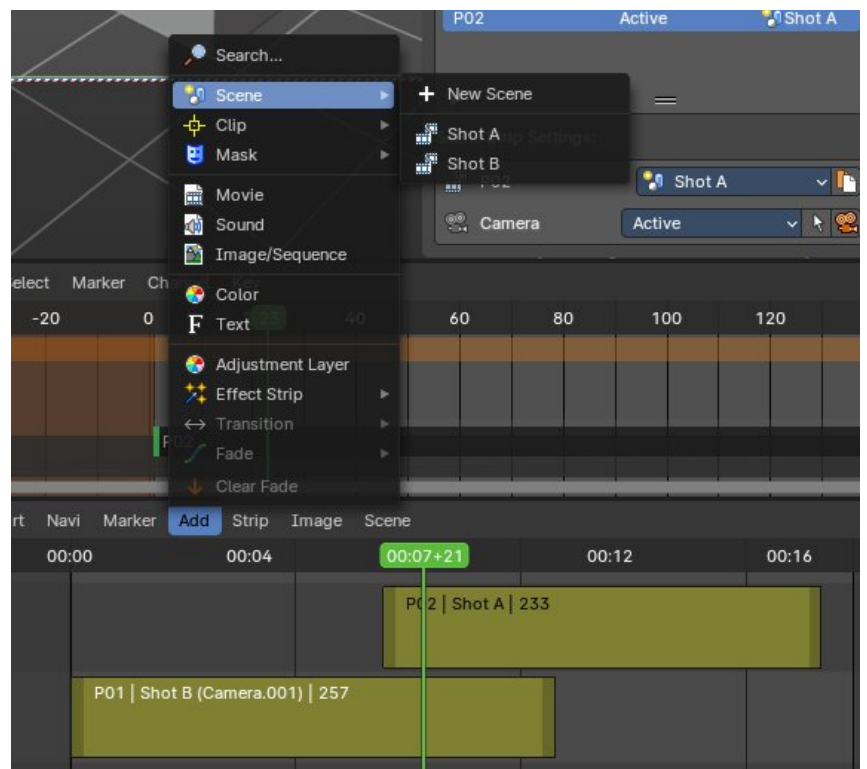 P02 Active Shot A
Search...
Scene
New Scene
Clip
Shot A
Mask
Shot B
Movie
P02 Shot A
Sound
Camera Active
Image/Sequence
elect Marker Ch
Color
-20 0 23 40 60 80 100 120
Text
Adjustment Layer
Effect Strip
Transition
P02
Fade
Clear Fade
rt Navi Marker Add Strip Image Scene
00:00 00:04 00:07+21 00:12 00:16
P02 | Shot A | 233
P01 | Shot B (Camera.001) | 257